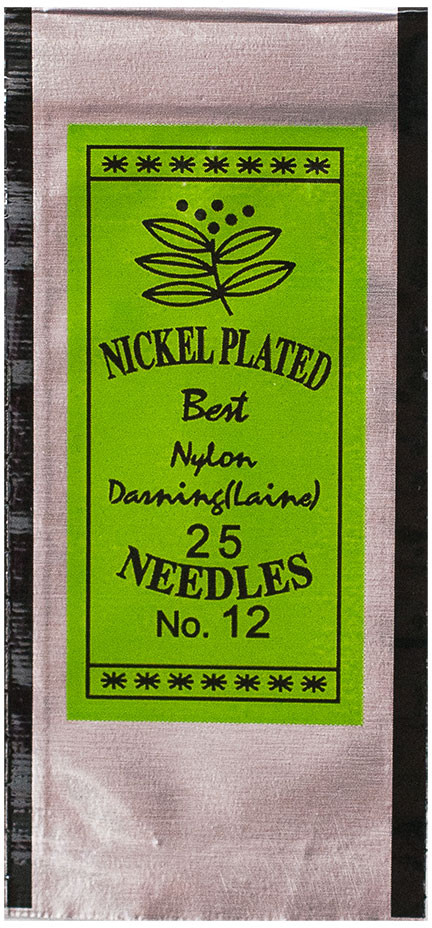 NICKEL PLATED
Best
Nylon
Darning(Laine)
25
NEEDLES
No. 12